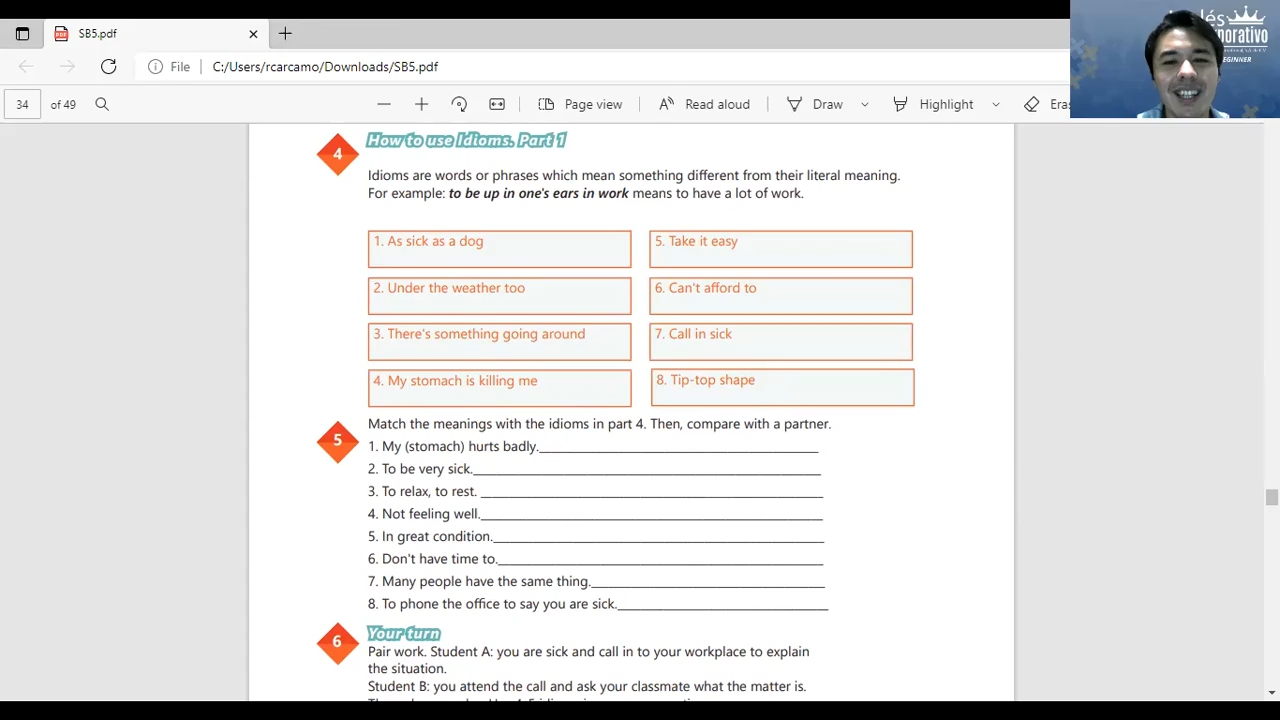 SB5.pdf
File C:/Users/rcarcamo/Downloads/SB5.pdf
34 of 49 Page view Read aloud Draw Highlight
4 How to use Idioms. Part 1
Idioms are words or phrases which mean something different from their literal meaning.
For example: to be up in one's ears in work means to have a lot of work.
1. As sick as a dog
5. Take it easy
2. Under the weather too
6. Can't afford to
3. There's something going around
7. Call in sick
4. My stomach is killing me
8. Tip-top shape
5 Match the meanings with the idioms in part 4. Then, compare with a partner.
1. My (stomach) hurts badly.
2. To be very sick.
3. To relax, to rest.
4. Not feeling well.
5. In great condition.
6. Don't have time to.
7. Many people have the same thing.
8. To phone the office to say you are sick.
6 Your turn
Pair work. Student A: you are sick and call in to your workplace to explain
the situation.
Student B: you attend the call and ask your classmate what the matter is.